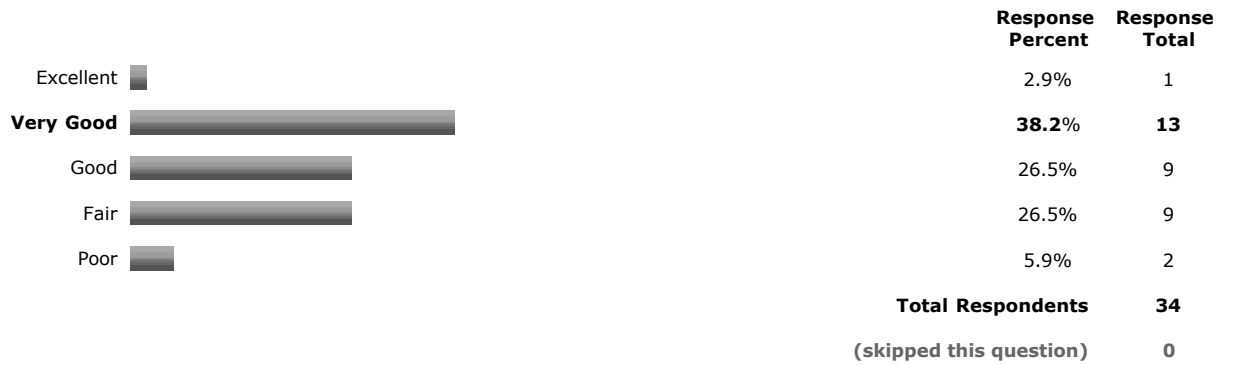 Response Response
Percent Total
Excellent 2.9% 1
Very Good 38.2% 13
Good 26.5% 9
Fair 26.5% 9
Poor 5.9% 2
Total Respondents 34
(skipped this question) 0